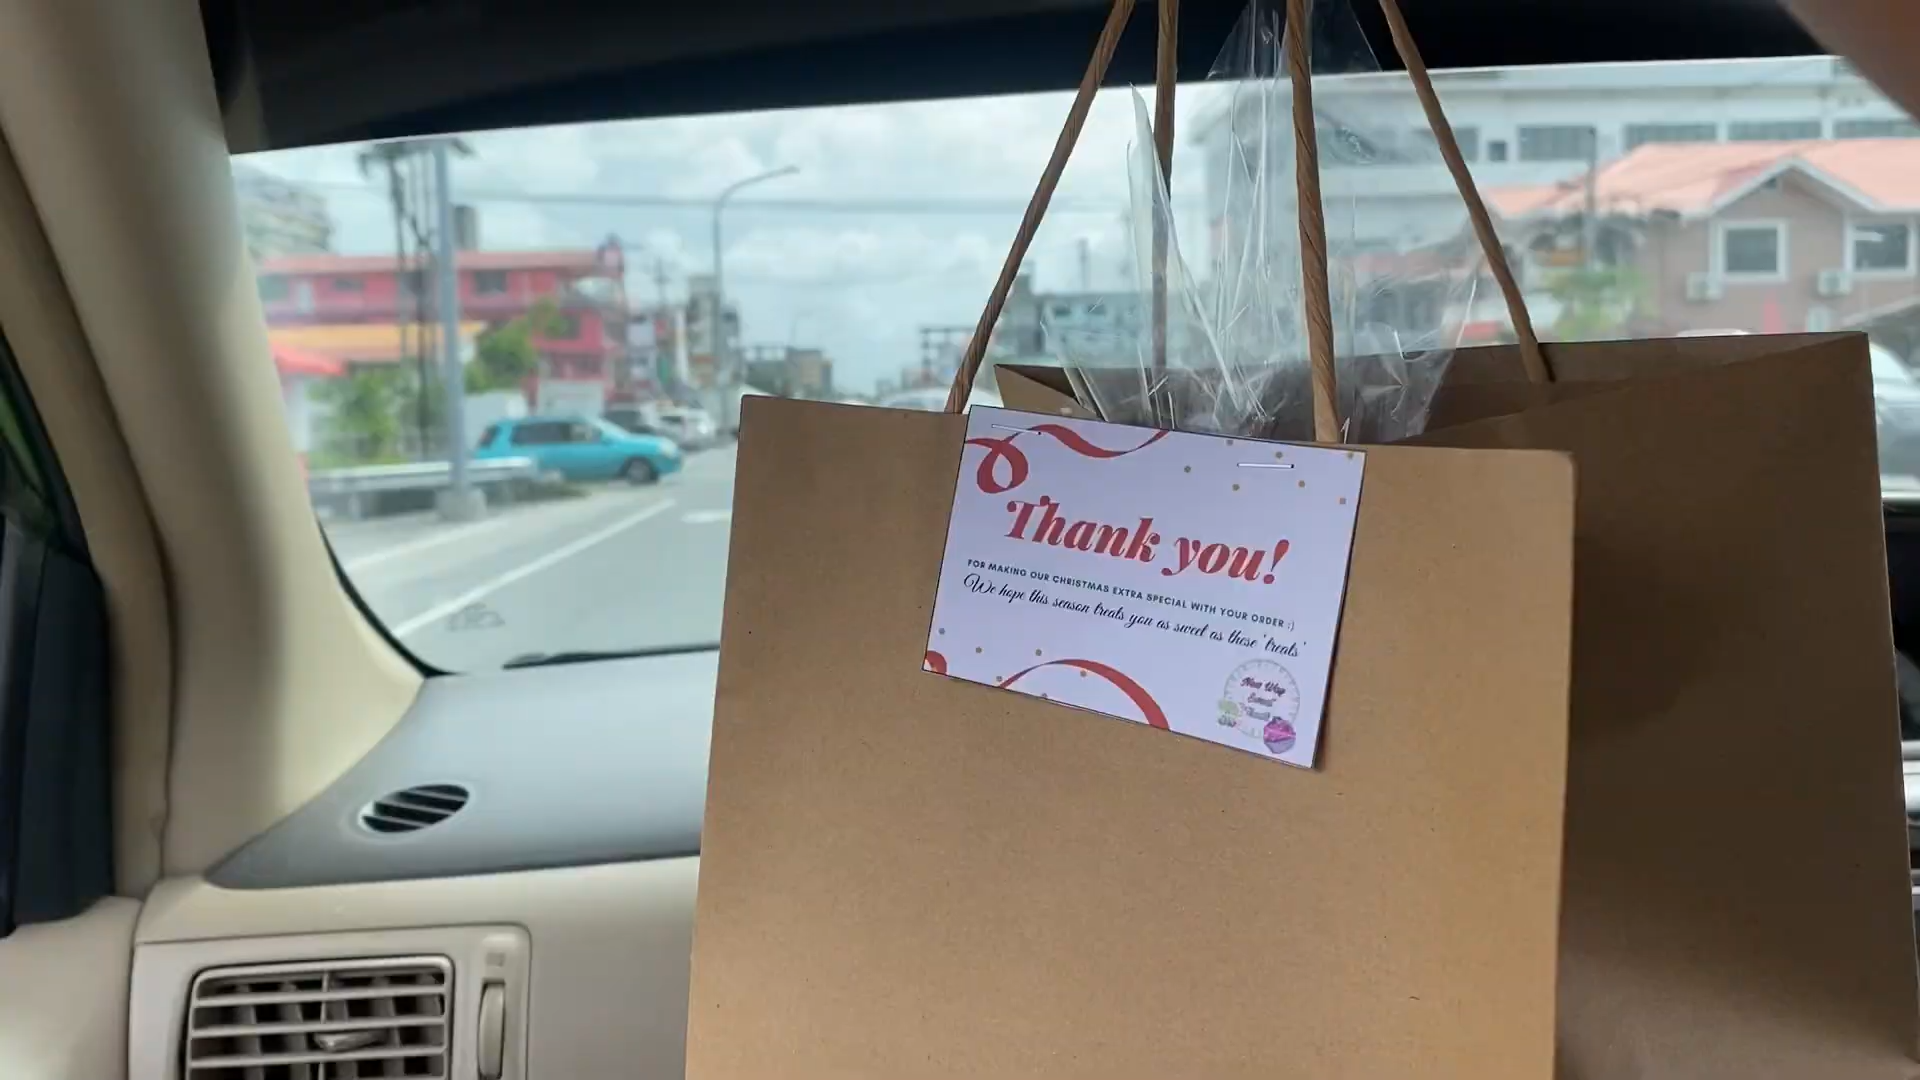 Thank you!
FOR MAKING OUR CHRISTMAS EXTRA SPECIAL WITH YOUR ORDER :)
We hope this season treats you as sweet as these 'treats'
Sweet